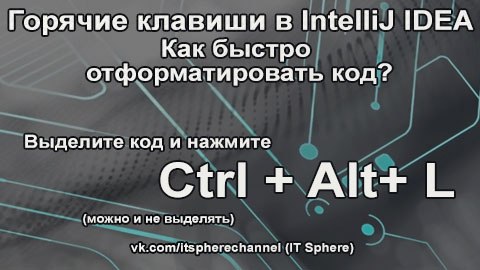 Горячие клавиши в IntelliJ IDEA
Как быстро
отформатировать код?
Выделите код и нажмите
Ctrl + Alt+ L
(можно и не выделять)
vk.com/itspherechannel (IT Sphere)